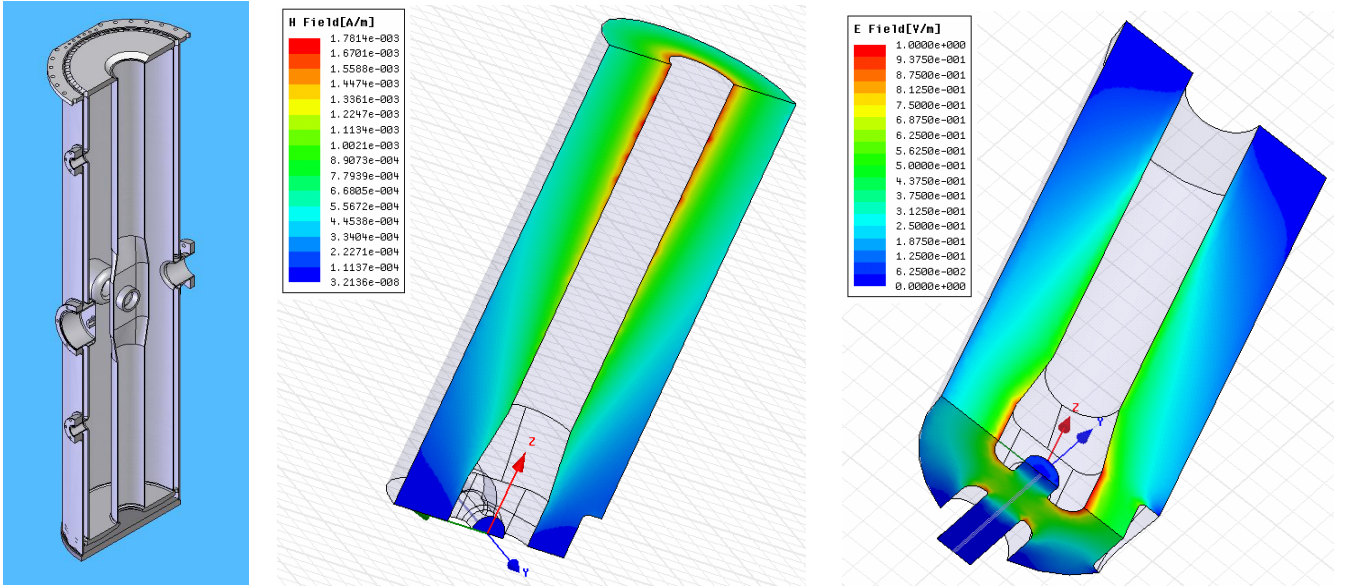 H Field[A/m]
1.7814e-003
1.6701e-003
1.5588e-003
1.4474e-003
1.3361e-003
1.2247e-003
1.1134e-003
1.0021e-003
8.9073e-004
7.7939e-004
6.6805e-004
5.5672e-004
4.4538e-004
3.3404e-004
2.2271e-004
1.1137e-004
3.2136e-008
Z
Y
E Field[V/m]
1.0000e+000
9.3750e-001
8.7500e-001
8.1250e-001
7.5000e-001
6.8750e-001
6.2500e-001
5.6250e-001
5.0000e-001
4.3750e-001
3.7500e-001
3.1250e-001
2.5000e-001
1.8750e-001
1.2500e-001
6.2500e-002
0.0000e+000
Z
Y